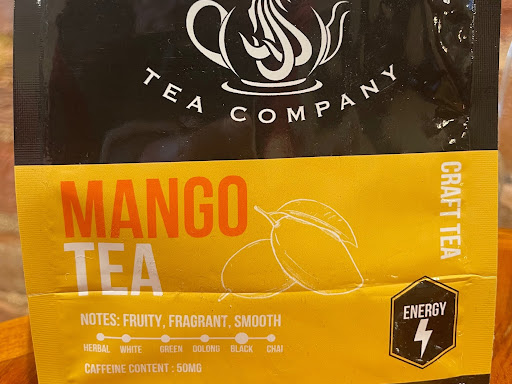 TEA COMPANY
CRAFT TEA
MANGO
TEA
NOTES: FRUITY, FRAGRANT, SMOOTH
HERBAL WHITE GREEN OOLONG BLACK CHAI
CAFFEINE CONTENT : 50MG
ENERGY